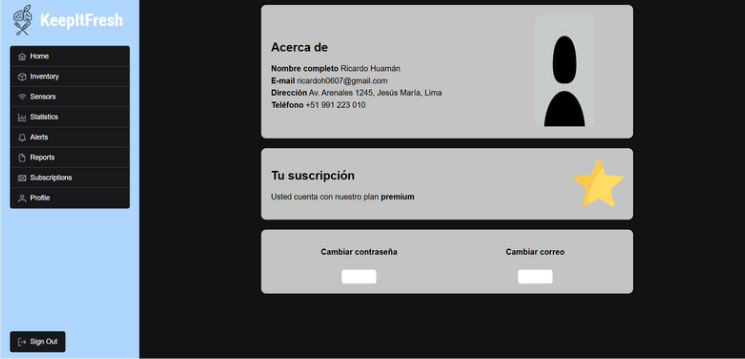 KeepItFresh
Home
Inventory
Sensors
Statistics
Alerts
Reports
Subscriptions
Profile
Sign Out
Acerca de
Nombre completo Ricardo Huamán
E-mail ricardoh0607@gmail.com
Dirección Av. Arenales 1245, Jesús María, Lima
Teléfono +51 991 223 010
Tu suscripción
Usted cuenta con nuestro plan premium
Cambiar contraseña
Cambiar correo